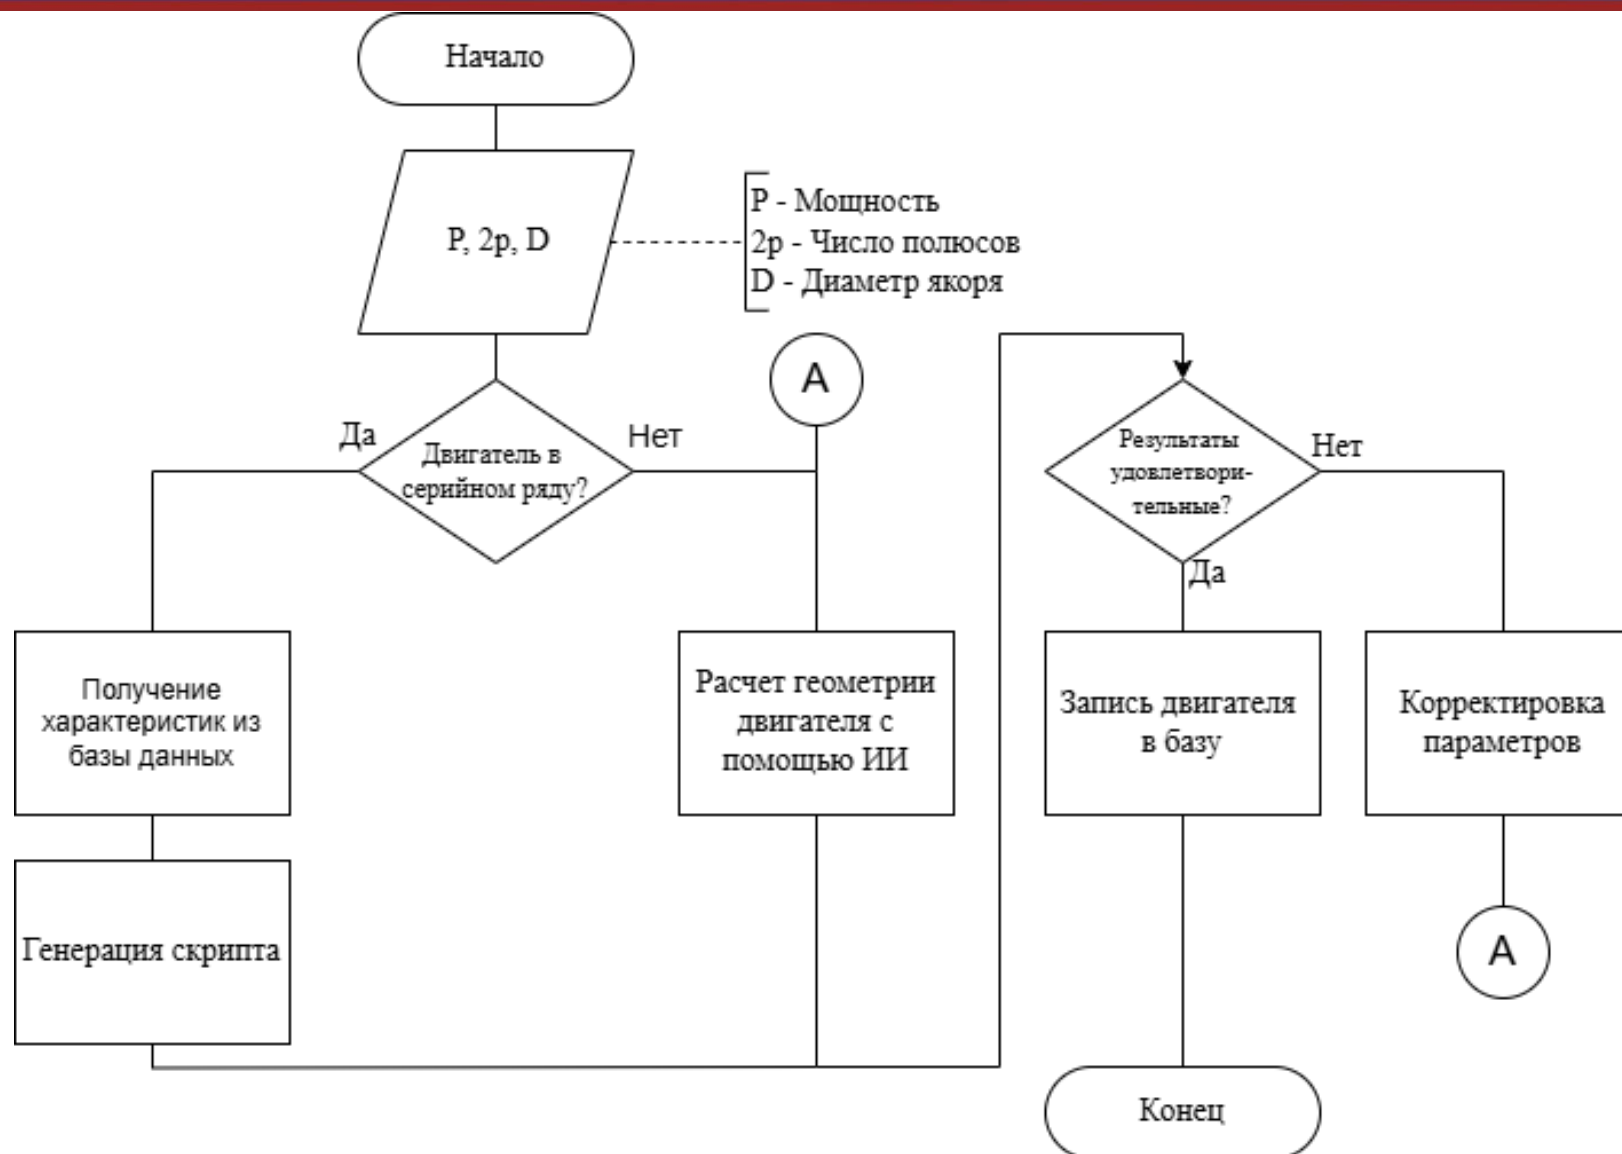 Начало
P, 2p, D
P - Мощность
2p - Число полюсов
D - Диаметр якоря
А
Да
Двигатель в
серийном ряду?
Нет
Результаты
удовлетвори-
тельные?
Нет
Да
Получение
характеристик из
базы данных
Расчет геометрии
двигателя с
помощью ИИ
Запись двигателя
в базу
Корректировка
параметров
Генерация скрипта
А
Конец